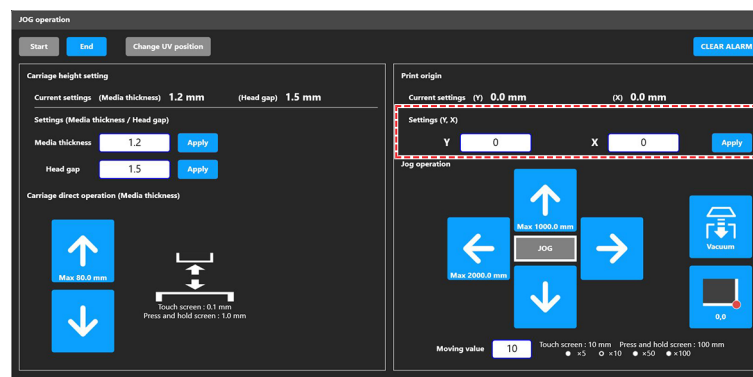 JOG operation
Start
End
Change UV position
CLEAR ALARM
Carriage height setting
Current settings (Media thickness) 1.2 mm (Head gap) 1.5 mm
Settings (Media thickness / Head gap)
Media thickness 1.2 Apply
Head gap 1.5 Apply
Carriage direct operation (Media thickness)
Max 80.0 mm
Touch screen : 0.1 mm
Press and hold screen : 1.0 mm
Print origin
Current settings (Y) 0.0 mm (X) 0.0 mm
Settings (Y, X)
Y 0 X 0 Apply
Jog operation
Max 1000.0 mm
JOG
Max 2000.0 mm
Vacuum
0,0
Moving value 10 Touch screen : 10 mm Press and hold screen : 100 mm
×5 ×10 ×50 ×100